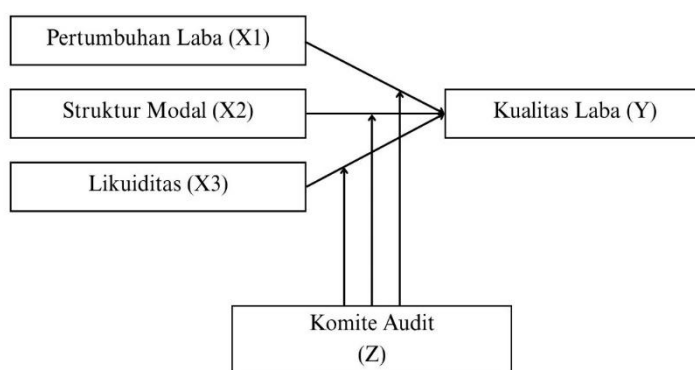 Pertumbuhan Laba (X1)
Struktur Modal (X2)
Kualitas Laba (Y)
Likuiditas (X3)
Komite Audit
(Z)